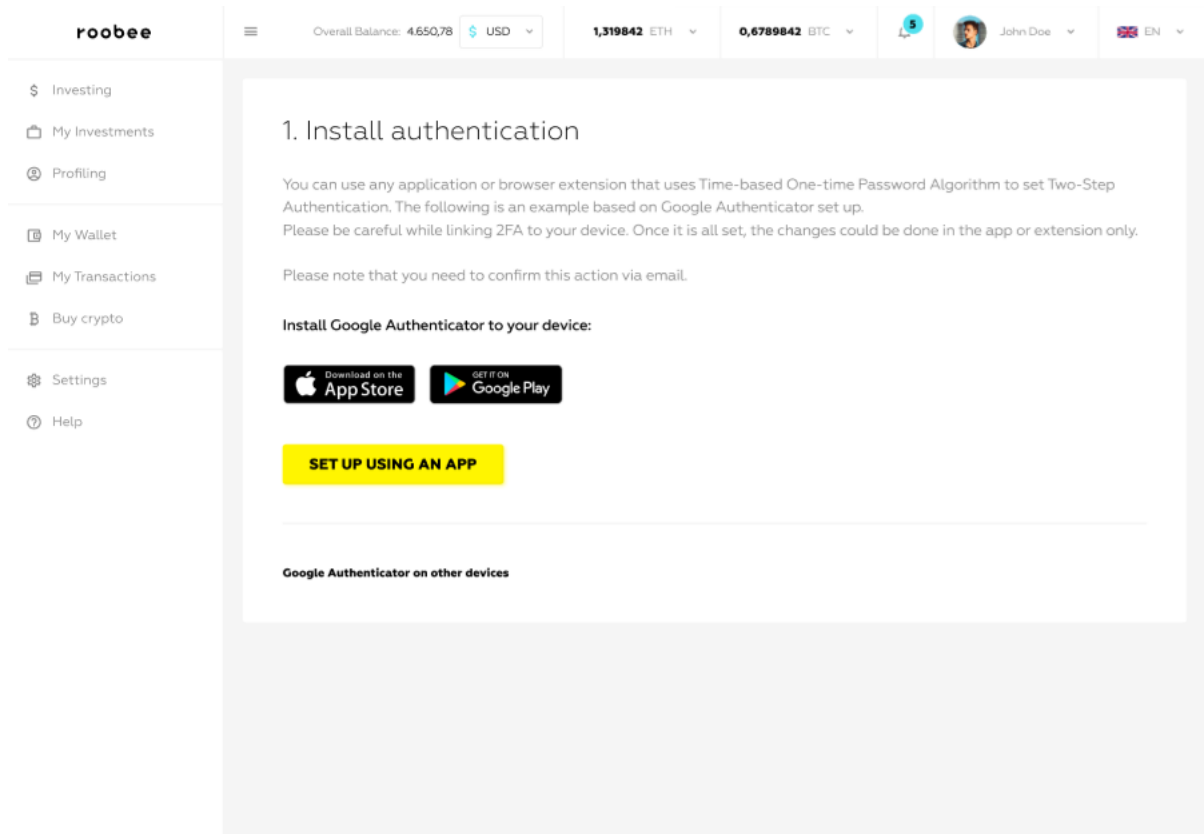 roobee
Overall Balance: 4.650,78 $ USD
1,319842 ETH
0,6789842 BTC
5
John Doe
EN
$ Investing
My Investments
Profiling
My Wallet
My Transactions
Buy crypto
Settings
Help
1. Install authentication
You can use any application or browser extension that uses Time-based One-time Password Algorithm to set Two-Step
Authentication. The following is an example based on Google Authenticator set up.
Please be careful while linking 2FA to your device. Once it is all set, the changes could be done in the app or extension only.
Please note that you need to confirm this action via email.
Install Google Authenticator to your device:
Download on the
App Store
GET IT ON
Google Play
SET UP USING AN APP
Google Authenticator on other devices